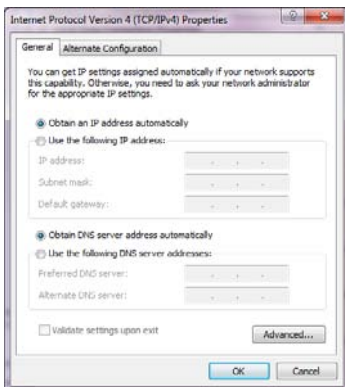 Internet Protocol Version 4 (TCP/IPv4) Properties
General
Alternate Configuration
You can get IP settings assigned automatically if your network supports
this capability. Otherwise, you need to ask your network administrator
for the appropriate IP settings.
Obtain an IP address automatically
Use the following IP address:
IP address:
Subnet mask:
Default gateway:
Obtain DNS server address automatically
Use the following DNS server addresses:
Preferred DNS server:
Alternate DNS server:
Validate settings upon exit
Advanced...
OK
Cancel